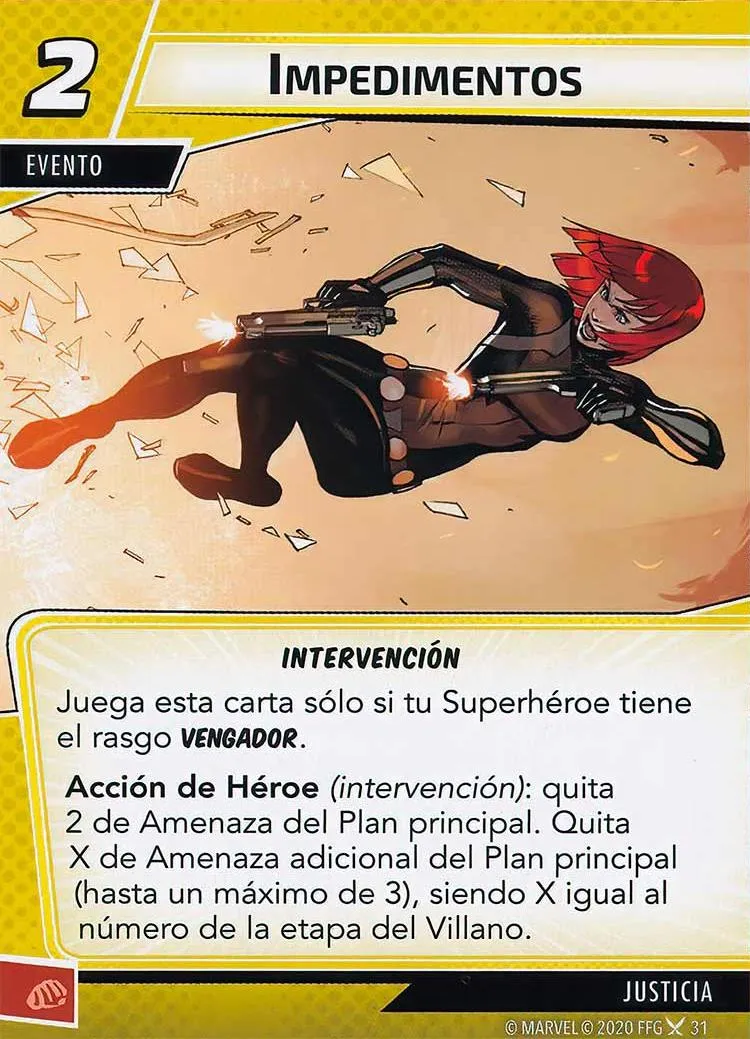 2
IMPEDIMENTOS
EVENTO
INTERVENCIÓN
Juega esta carta sólo si tu Superhéroe tiene
el rasgo VENGADOR.
Acción de Héroe (intervención): quita
2 de Amenaza del Plan principal. Quita
X de Amenaza adicional del Plan principal
(hasta un máximo de 3), siendo X igual al
número de la etapa del Villano.
JUSTICIA
© MARVEL © 2020 FFG 31